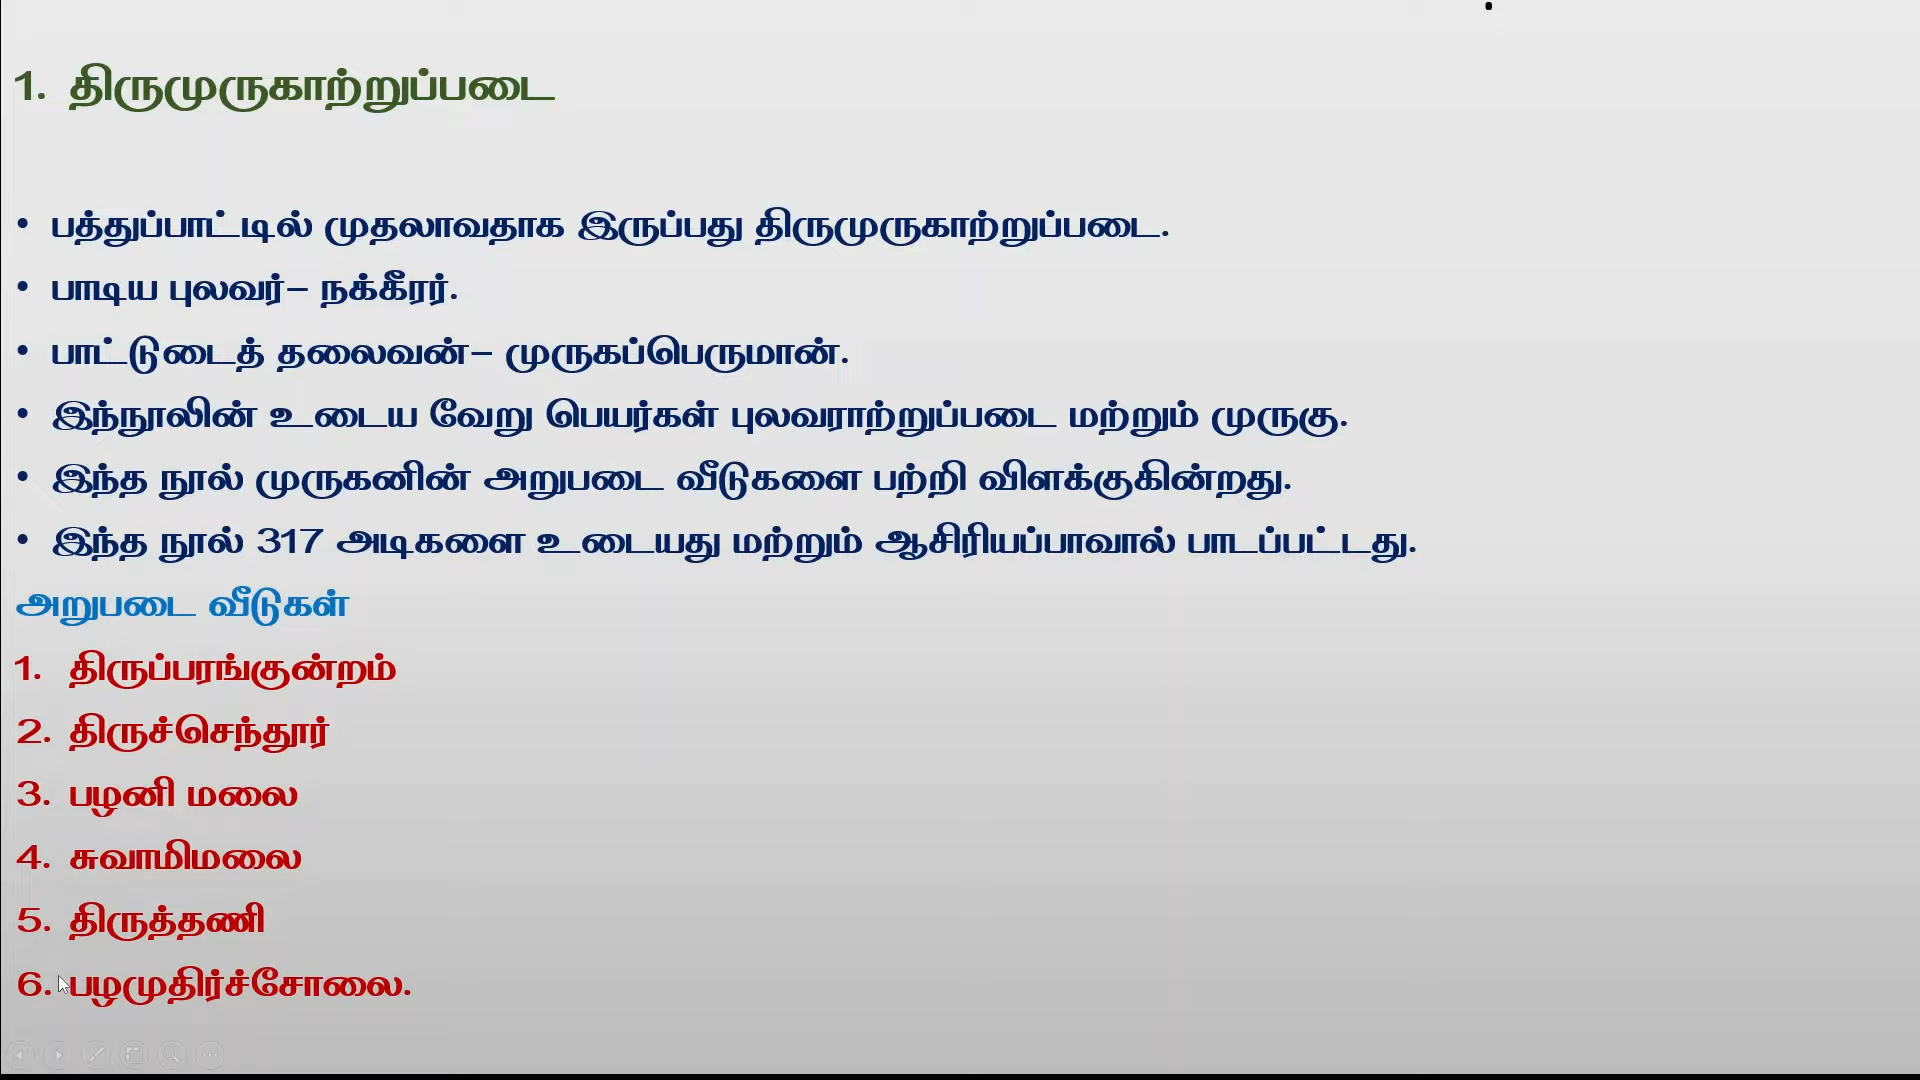 1. திருமுருகாற்றுப்படை
• பத்துப்பாட்டில் முதலாவதாக இருப்பது திருமுருகாற்றுப்படை.
• பாடிய புலவர்– நக்கீரர்.
• பாட்டுடைத் தலைவன்– முருகப்பெருமான்.
• இந்நூலின் உடைய வேறு பெயர்கள் புலவராற்றுப்படை மற்றும் முருகு.
• இந்த நூல் முருகனின் அறுபடை வீடுகளை பற்றி விளக்குகின்றது.
• இந்த நூல் 317 அடிகளை உடையது மற்றும் ஆசிரியப்பாவால் பாடப்பட்டது.
அறுபடை வீடுகள்
1. திருப்பரங்குன்றம்
2. திருச்செந்தூர்
3. பழனி மலை
4. சுவாமிமலை
5. திருத்தணி
6. பழமுதிர்ச்சோலை.